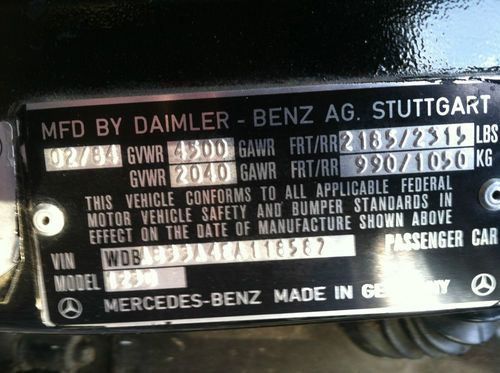 MFD BY DAIMLER - BENZ AG. STUTTGART
02/84 GVWR 4500 GAWR FRT/RR 2185/2315 LBS
GVWR 2040 GAWR FRT/RR 990/1050 KG
THIS VEHICLE CONFORMS TO ALL APPLICABLE FEDERAL
MOTOR VEHICLE SAFETY AND BUMPER STANDARDS IN
EFFECT ON THE DATE OF MANUFACTURE SHOWN ABOVE
VIN PASSENGER CAR
MODEL
MERCEDES-BENZ MADE IN GERMANY